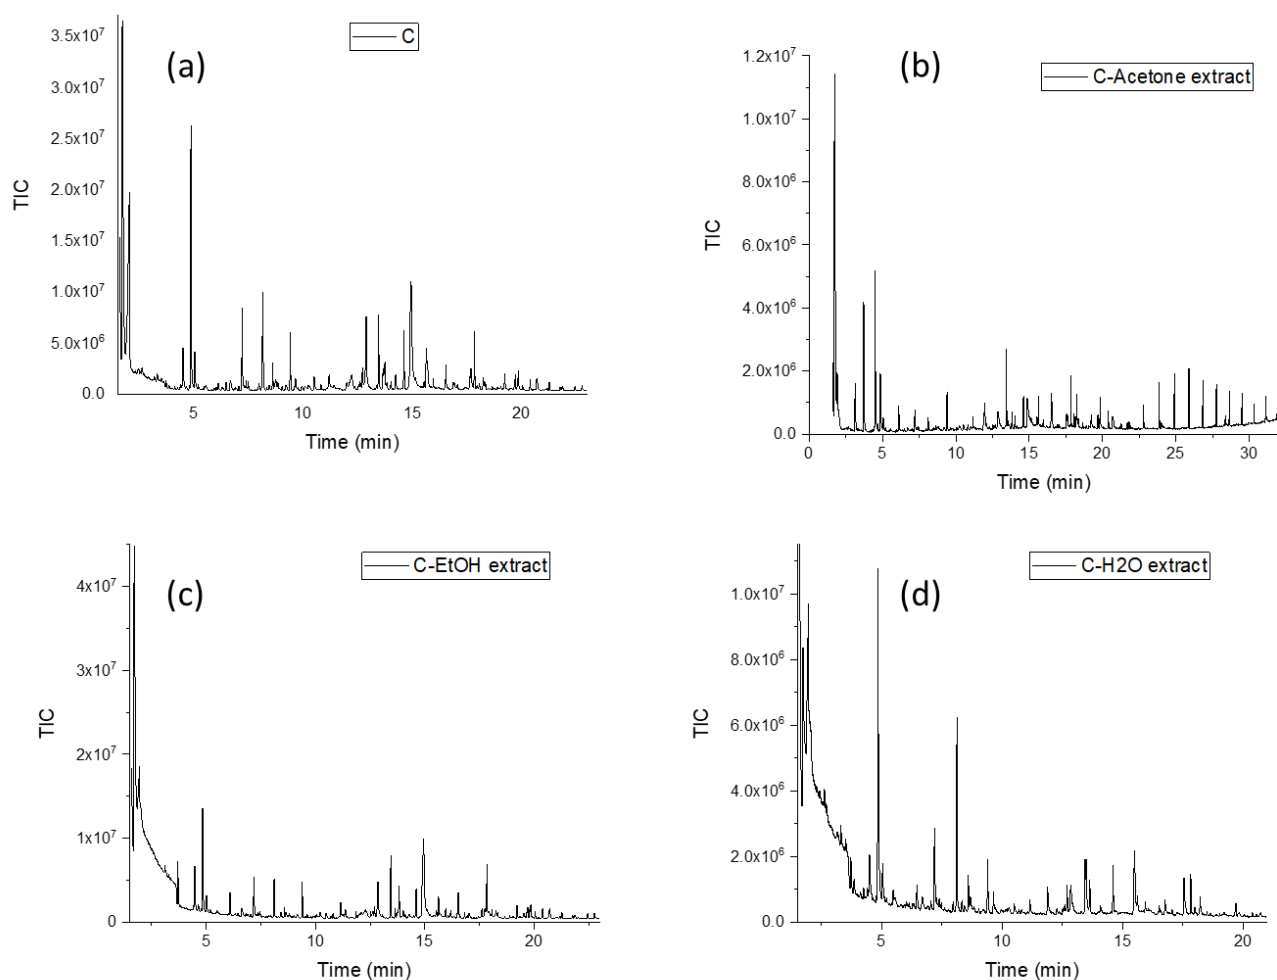 (a)
C
TIC
3.5x10⁷
3.0x10⁷
2.5x10⁷
2.0x10⁷
1.5x10⁷
1.0x10⁷
5.0x10⁶
0.0
5 10 15 20
Time (min)
(b)
C-Acetone extract
TIC
1.2x10⁷
1.0x10⁷
8.0x10⁶
6.0x10⁶
4.0x10⁶
2.0x10⁶
0.0
0 5 10 15 20 25 30
Time (min)
(c)
C-EtOH extract
TIC
4x10⁷
3x10⁷
2x10⁷
1x10⁷
0
5 10 15 20
Time (min)
(d)
C-H2O extract
TIC
1.0x10⁷
8.0x10⁶
6.0x10⁶
4.0x10⁶
2.0x10⁶
0.0
5 10 15 20
Time (min)